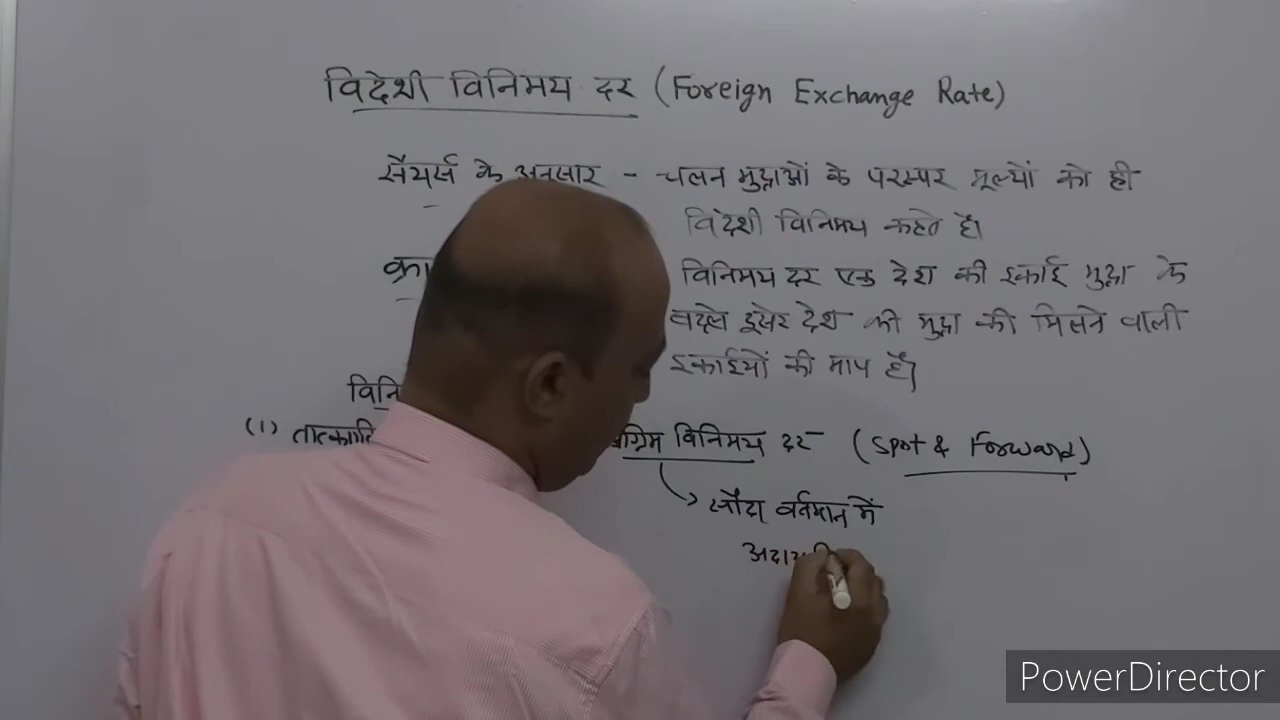 विदेशी विनिमय दर (Foreign Exchange Rate)
सैयर्स के अनुसार - चलन मुद्राओं के परस्पर मूल्यों को ही
विदेशी विनिमय कहते हैं।
विनिमय दर एक देश की इकाई मुद्रा के
बदले दूसरे देश की मुद्रा की मिलने वाली
इकाईयों की माप है।
(1) विनिमय दर (Spot & Forward)
सौदा वर्तमान में
PowerDirector